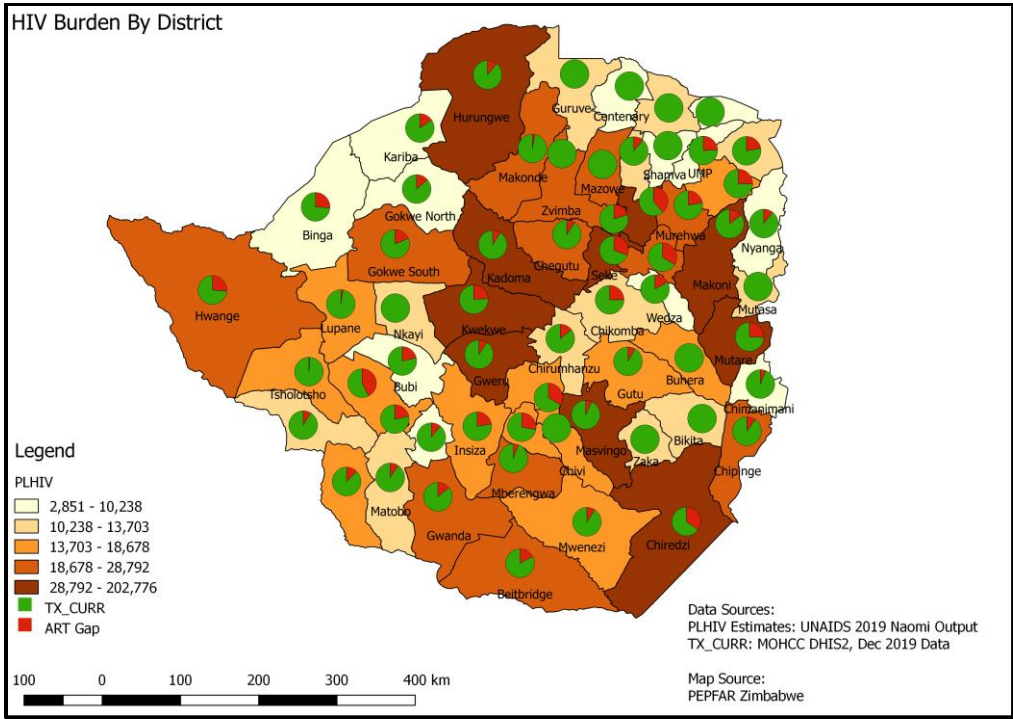 HIV Burden By District
Hurungwe
Guruve
Centenary
Kariba
Makonde
Mazowe
Shamva
UMP
Zvimba
Binga
Gokwe North
Murehwa
Nyanga
Gokwe South
Chegutu
Kadoma
Seke
Makoni
Hwange
Lupane
Nkayi
Kwekwe
Chikomba
Wedza
Mutasa
Mutare
Bubi
Gweru
Chirumhanzu
Gutu
Buhera
Tsholotsho
Chimanimani
Insiza
Masvingo
Bikita
Zaka
Chivi
Chipinge
Mberengwa
Matobo
Gwanda
Mwenezi
Chiredzi
Beitbridge
Legend
PLHIV
2,851 - 10,238
10,238 - 13,703
13,703 - 18,678
18,678 - 28,792
28,792 - 202,776
TX_CURR
ART Gap
100 0 100 200 300 400 km
Data Sources:
PLHIV Estimates: UNAIDS 2019 Naomi Output
TX_CURR: MOHCC DHIS2, Dec 2019 Data
Map Source:
PEPFAR Zimbabwe